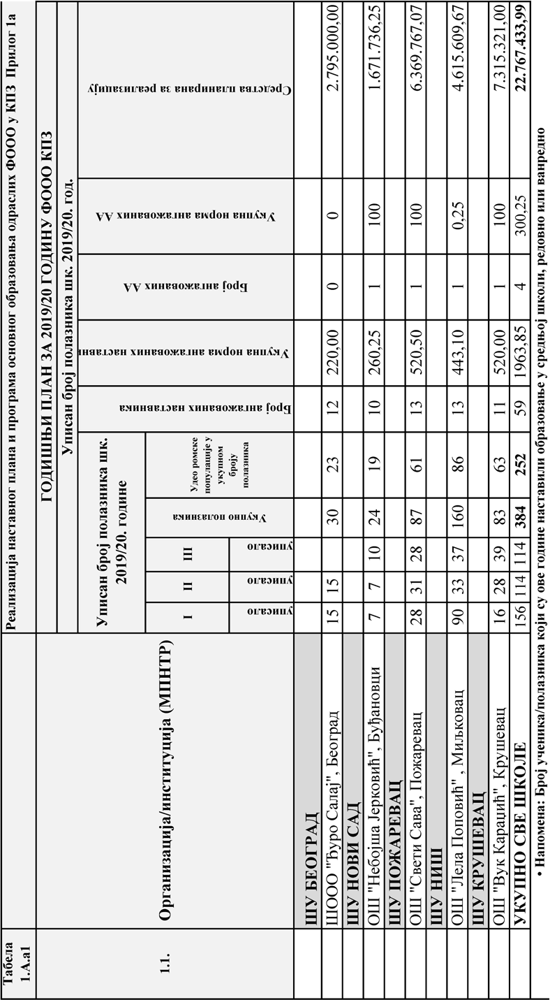 Табела 1.А.а1
Реализација наставног плана и програма основног образовања одраслих ФООО у КПЗ Прилог 1а
1.1.
Организација/институција (МПНТР)
ГОДИШЊИ ПЛАН ЗА 2019/20 ГОДИНУ ФООО КПЗ
Уписан број полазника шк. 2019/20. год.
Уписан број полазника шк. 2019/20. године
I II III
уписало уписало уписало
Укупно полазника
Удео ромске популације у укупном броју полазника
Број ангажованих наставника
Укупна норма ангажованих наставни
Број ангажованих АА
Укупна норма ангажованих АА
Средства планирана за реализацију
ШУ БЕОГРАД
ШООО "Ђуро Салај", Београд 15 15 30 23 12 220,00 0 0 2.795.000,00
ШУ НОВИ САД
ОШ "Небојша Јерковић", Буђановци 7 7 10 24 19 10 260,25 1 100 1.671.736,25
ШУ ПОЖАРЕВАЦ
ОШ "Свети Сава", Пожаревац 28 31 28 87 61 13 520,50 1 100 6.369.767,07
ШУ НИШ
ОШ "Лела Поповић" , Миљковац 90 33 37 160 86 13 443,10 1 0,25 4.615.609,67
ШУ КРУШЕВАЦ
ОШ "Вук Караџић", Крушевац 16 28 39 83 63 11 520,00 1 100 7.315.321,00
УКУПНО СВЕ ШКОЛЕ 156 114 114 384 252 59 1963,85 4 300,25 22.767.433,99
• Напомена: Број ученика/полазника који су ове године наставили образовање у средњој школи, редовно или ванредно